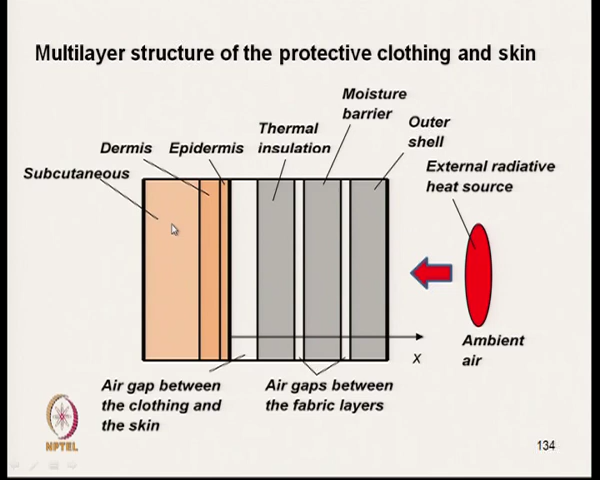 Multilayer structure of the protective clothing and skin
Moisture
barrier
Outer
shell
Thermal
insulation
Dermis
Epidermis
Subcutaneous
External radiative
heat source
Ambient
air
x
Air gap between
the clothing and
the skin
Air gaps between
the fabric layers
NPTEL
134